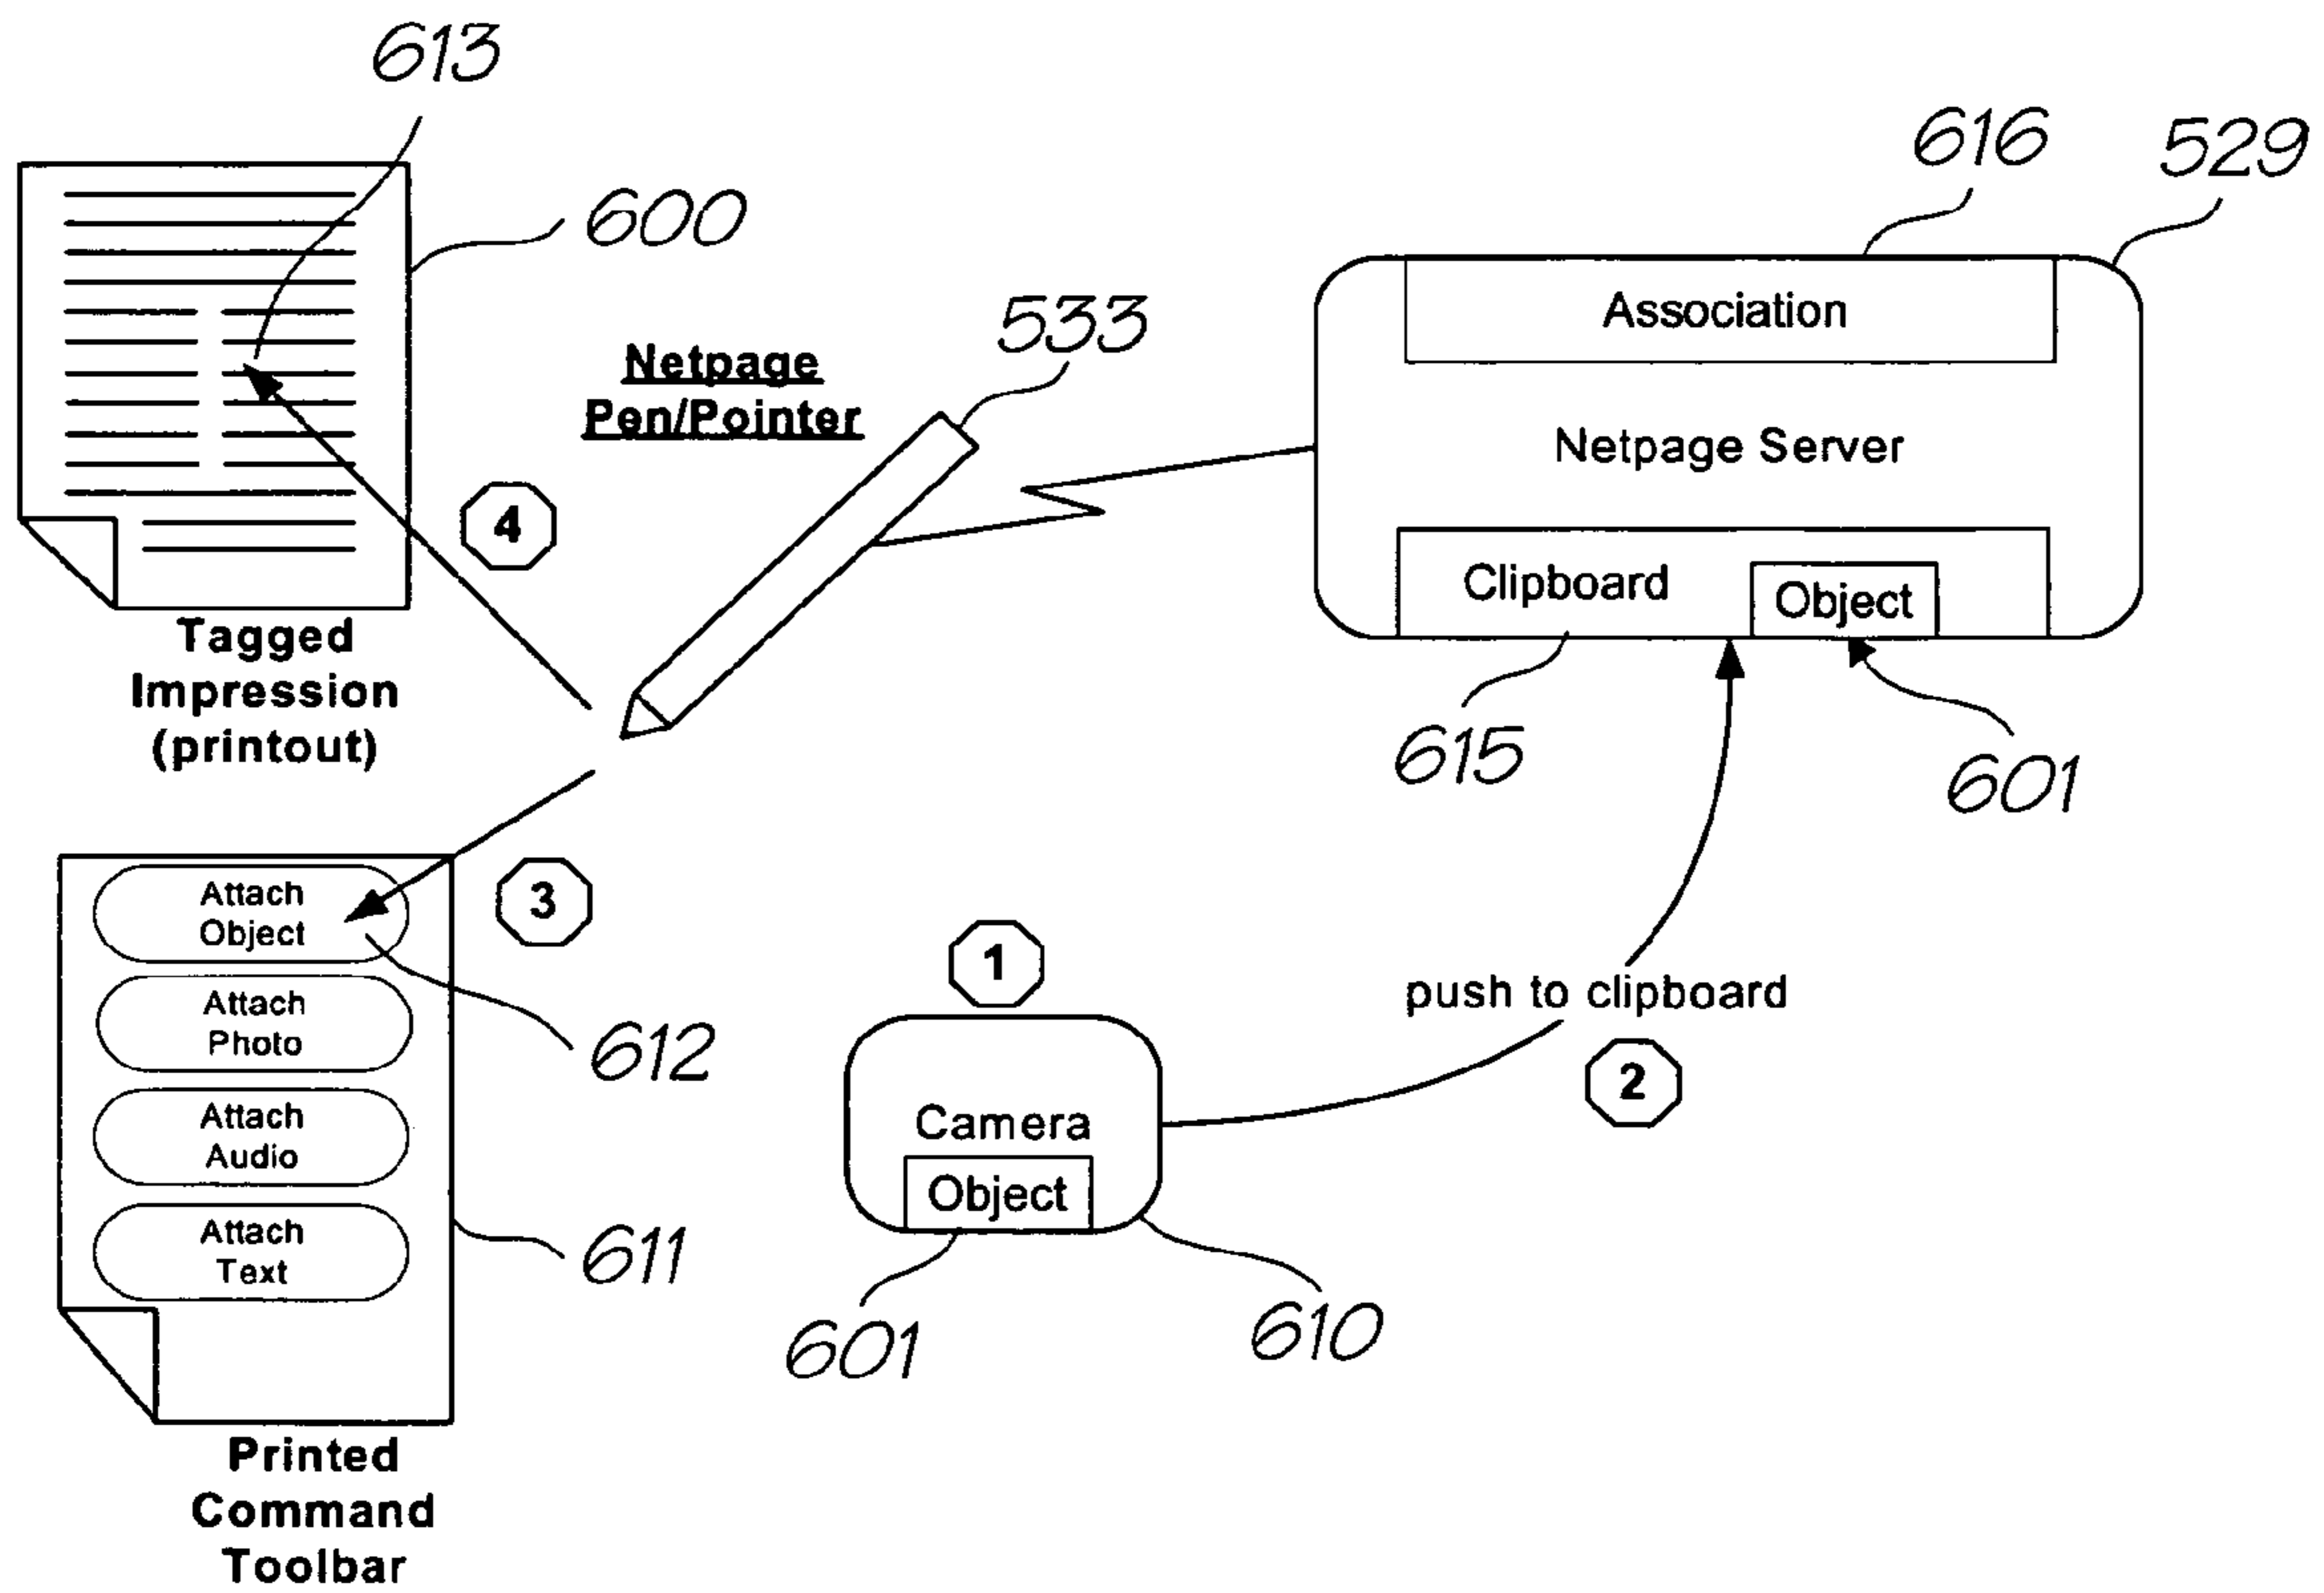 613
616
529
600
533
Association
Netpage
Pen/Pointer
Netpage Server
4
Clipboard
Object
Tagged
Impression
(printout)
615
601
Attach
Object
3
1
push to clipboard
Attach
Photo
612
2
Camera
Attach
Audio
Object
Attach
Text
611
601
610
Printed
Command
Toolbar